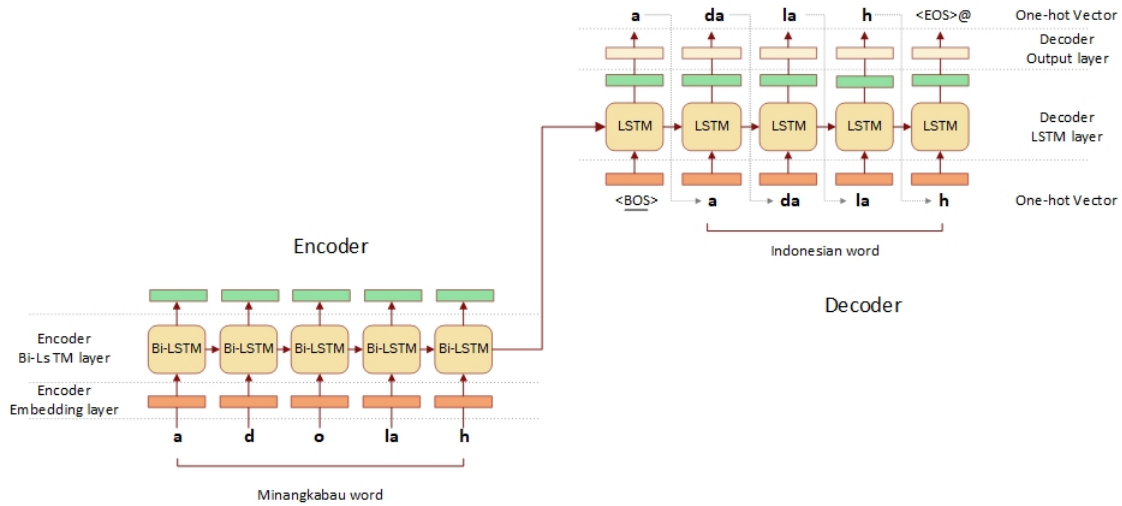 a da la h <EOS>@ One-hot Vector
Decoder
Output layer
LSTM LSTM LSTM LSTM LSTM
Decoder
LSTM layer
<BOS> a da la h One-hot Vector
Indonesian word
Encoder
Decoder
Encoder
Bi-LsTM layer
Bi-LSTM Bi-LSTM Bi-LSTM Bi-LSTM Bi-LSTM
Encoder
Embedding layer
a d o la h
Minangkabau word